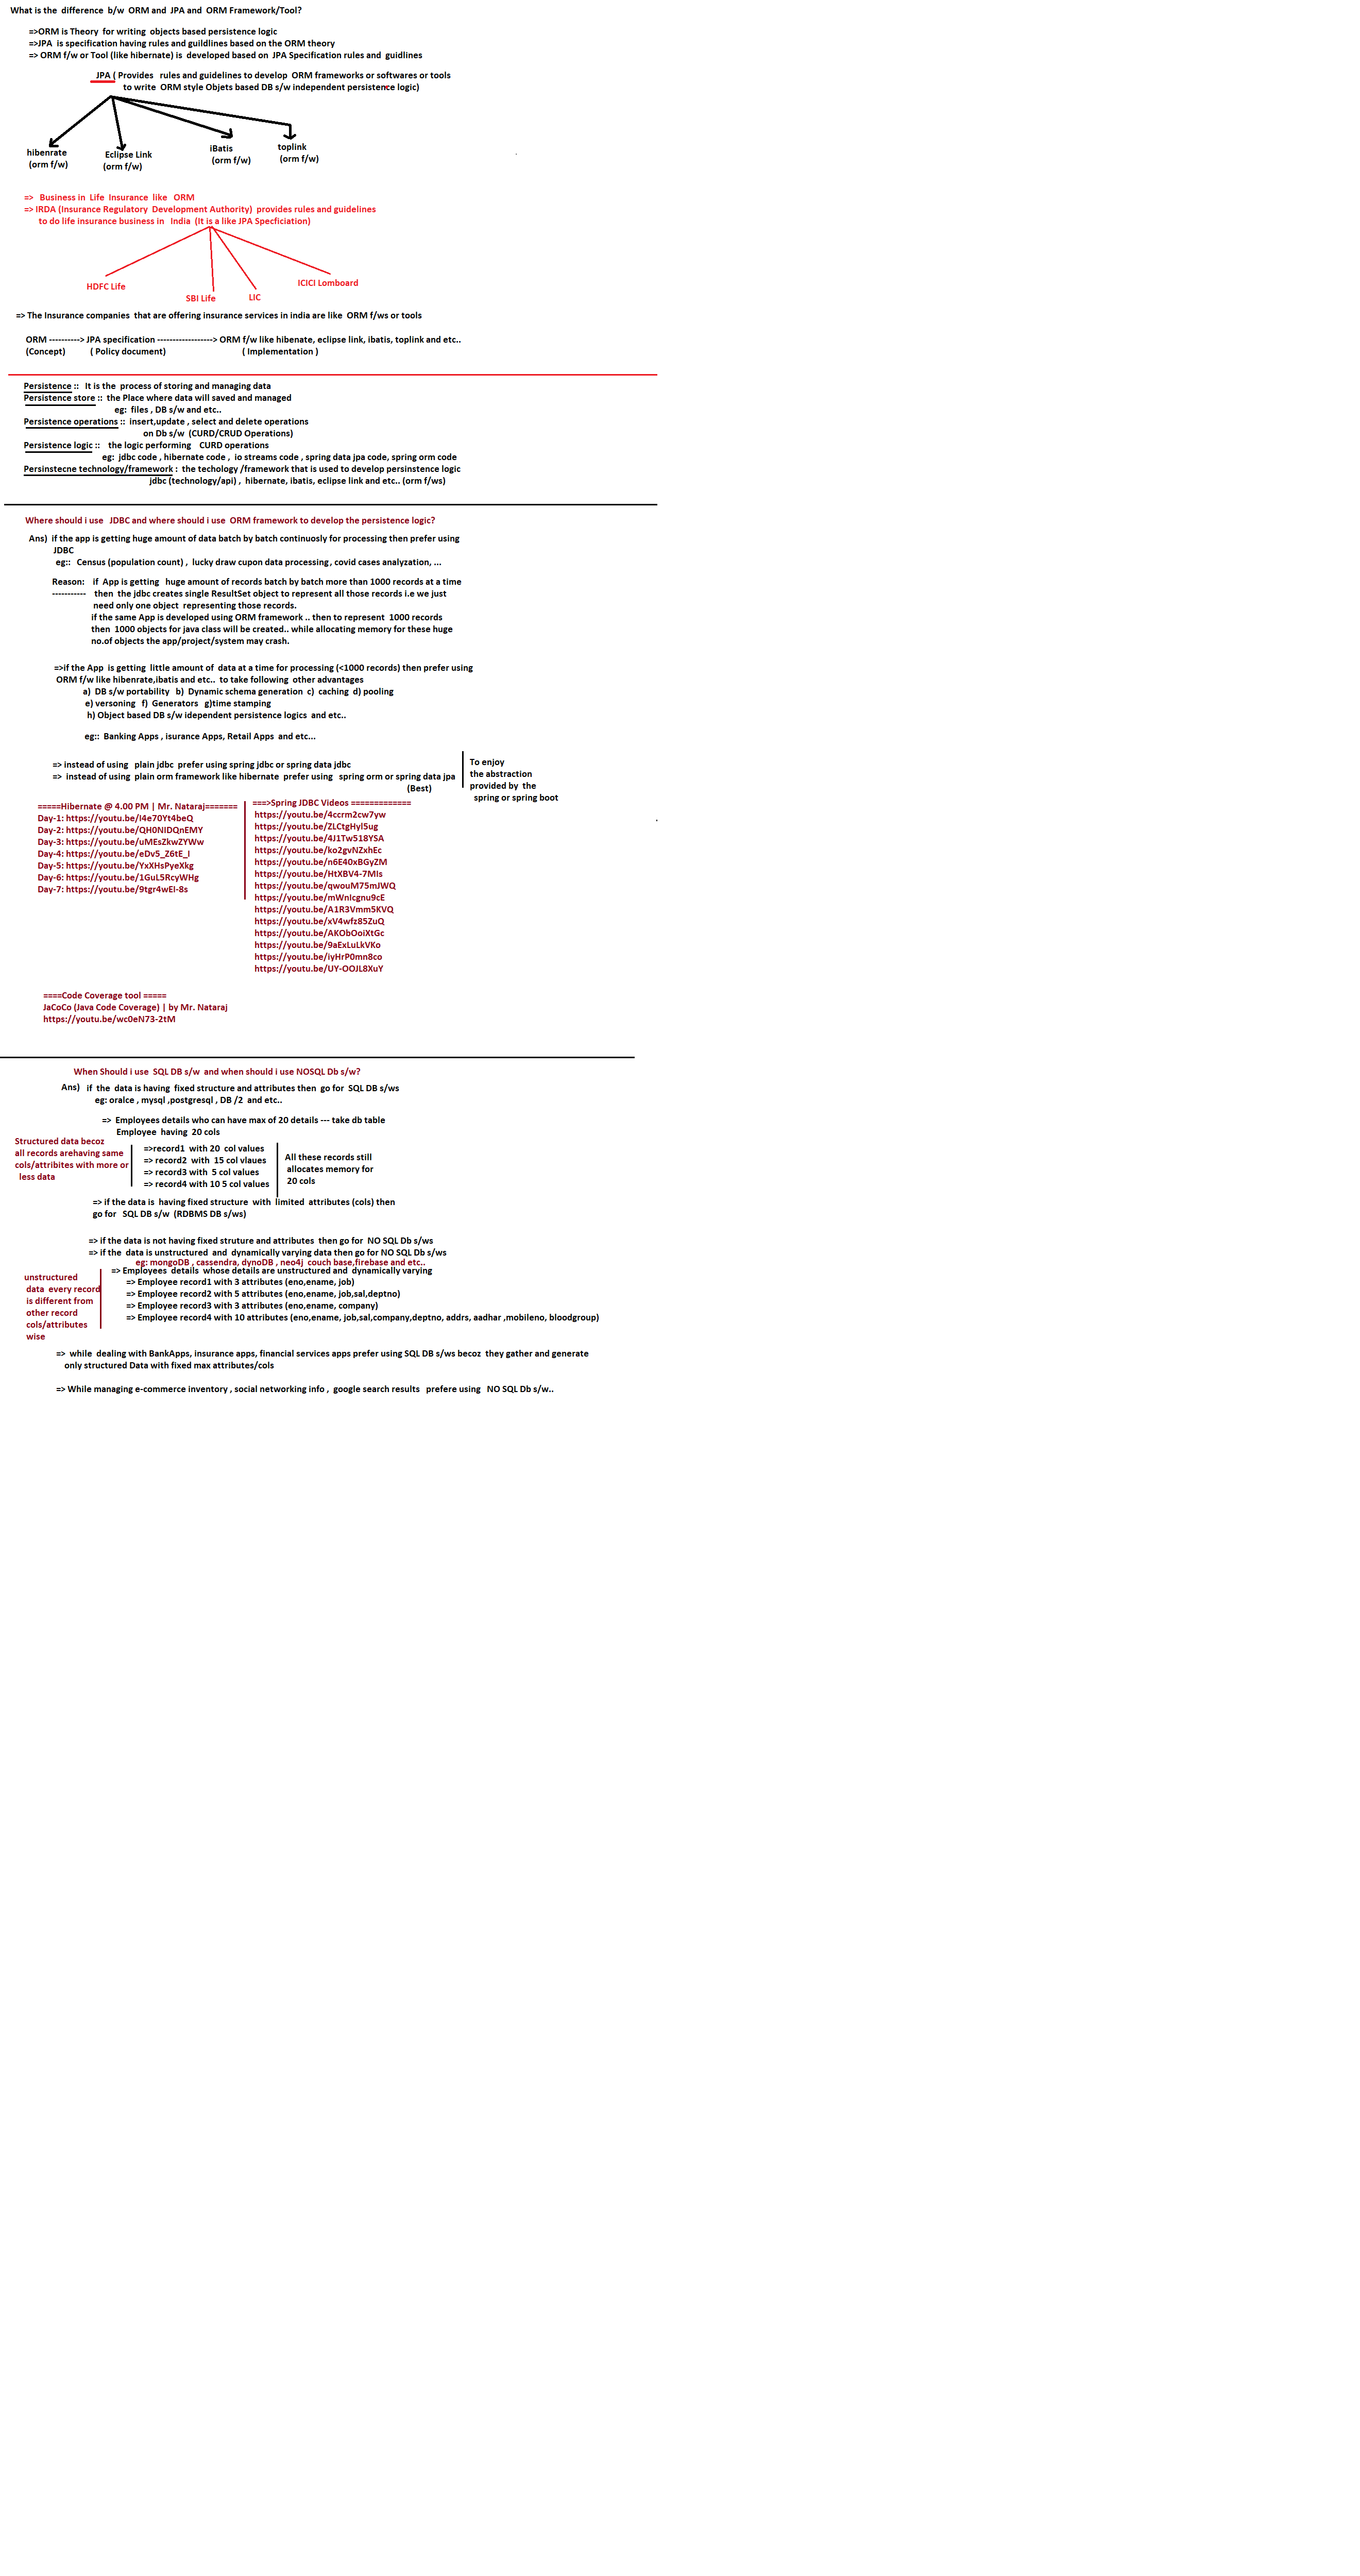 What is the  difference  b/w  ORM and  JPA and  ORM Framework/Tool?
=>ORM is Theory  for writing  objects based persistence logic
=>JPA  is specification having rules and guildlines based on the ORM theory
=> ORM f/w or Tool (like hibernate) is  developed based on  JPA Specification rules and  guidlines
JPA ( Provides   rules and guidelines to develop  ORM frameworks or softwares or tools
to write  ORM style Objets based DB s/w independent persistence logic)
hibenrate
(orm f/w)
Eclipse Link
(orm f/w)
iBatis
(orm f/w)
toplink
(orm f/w)
=>   Business in  Life  Insurance  like   ORM
=> IRDA (Insurance Regulatory  Development Authority)  provides rules and guidelines
to do life insurance business in   India  (It is a like JPA Specficiation)
HDFC Life
SBI Life
LIC
ICICI Lomboard
=> The Insurance companies  that are offering insurance services in india are like  ORM f/ws or tools
ORM ----------> JPA specification ------------------> ORM f/w like hibenate, eclipse link, ibatis, toplink and etc..
(Concept)          ( Policy document)                              ( Implementation )
Persistence ::   It is the  process of storing and managing data
Persistence store ::  the Place where data will saved and managed
eg:  files , DB s/w and etc..
Persistence operations ::  insert,update , select and delete operations
on Db s/w  (CURD/CRUD Operations)
Persistence logic ::    the logic performing    CURD operations
eg:  jdbc code , hibernate code ,  io streams code , spring data jpa code, spring orm code
Persinstecne technology/framework :  the techology /framework that is used to develop persinstence logic
jdbc (technology/api) ,  hibernate, ibatis, eclipse link and etc.. (orm f/ws)
Where should i use   JDBC and where should i use  ORM framework to develop the persistence logic?
Ans)  if the app is getting huge amount of data batch by batch continuosly for processing then prefer using
JDBC
eg::   Census (population count) ,  lucky draw cupon data processing, covid cases analyzation, ...
Reason:    if  App is getting   huge amount of records batch by batch more than 1000 records at a time
-----------   then  the jdbc creates single ResultSet object to represent all those records i.e we just
need only one object  representing those records.
if the same App is developed using ORM framework .. then to represent  1000 records
then  1000 objects for java class will be created.. while allocating memory for these huge
no.of objects the app/project/system may crash.
=>if the App  is getting  little amount of  data at a time for processing (<1000 records) then prefer using
ORM f/w like hibenrate,ibatis and etc..  to take following  other advantages
a)  DB s/w portability   b)  Dynamic schema generation  c)  caching  d) pooling
e) versoning   f)  Generators   g)time stamping
h) Object based DB s/w idependent persistence logics  and etc..
eg::  Banking Apps , isurance Apps, Retail Apps  and etc...
=> instead of using   plain jdbc  prefer using spring jdbc or spring data jdbc
=>  instead of using  plain orm framework like hibernate  prefer using   spring orm or spring data jpa
(Best)
To enjoy
the abstraction
provided by  the
spring or spring boot
=====Hibernate @ 4.00 PM | Mr. Nataraj=======
Day-1: https://youtu.be/I4e70Yt4beQ
Day-2: https://youtu.be/QH0NIDQnEMY
Day-3: https://youtu.be/uMEsZkwZYWw
Day-4: https://youtu.be/eDv5_Z6tE_I
Day-5: https://youtu.be/YxXHsPyeXkg
Day-6: https://youtu.be/1GuL5RcyWHg
Day-7: https://youtu.be/9tgr4wEI-8s
===>Spring JDBC Videos =============
https://youtu.be/4ccrm2cw7yw
https://youtu.be/ZLCtgHyl5ug
https://youtu.be/4J1Tw518YSA
https://youtu.be/ko2gvNZxhEc
https://youtu.be/n6E40xBGyZM
https://youtu.be/HtXBV4-7MIs
https://youtu.be/qwouM75mJWQ
https://youtu.be/mWnIcgnu9cE
https://youtu.be/A1R3Vmm5KVQ
https://youtu.be/xV4wfz85ZuQ
https://youtu.be/AKObOoiXtGc
https://youtu.be/9aExLuLkVKo
https://youtu.be/iyHrP0mn8co
https://youtu.be/UY-OOJL8XuY
====Code Coverage tool =====
JaCoCo (Java Code Coverage) | by Mr. Nataraj
https://youtu.be/wc0eN73-2tM
When Should i use  SQL DB s/w  and when should i use NOSQL Db s/w?
Ans)   if  the  data is having  fixed structure and attributes then  go for  SQL DB s/ws
eg: oralce , mysql ,postgresql , DB /2  and etc..
=>  Employees details who can have max of 20 details --- take db table
Employee  having  20 cols
Structured data becoz
all records arehaving same
cols/attribites with more or
less data
=>record1  with 20  col values
=> record2  with  15 col vlaues
=> record3  with  5 col values
=> record4 with 10 5 col values)
All these records still
allocates memory for
20 cols
=> if the data is  having fixed structure  with  limited  attributes (cols) then
go for   SQL DB s/w  (RDBMS DB s/ws)
=> if the data is not having fixed struture and attributes  then go for  NO SQL Db s/ws
=> if the  data is unstructured  and  dynamically varying data then go for NO SQL Db s/ws
eg: mongoDB , cassendra, dynoDB , neo4j  couch base,firebase and etc..
=> Employees  details  whose details are unstructured and  dynamically varying
=> Employee record1 with 3 attributes (eno,ename, job)
=> Employee record2 with 5 attributes (eno,ename, job,sal,deptno)
=> Employee record3 with 3 attributes (eno,ename, company)
=> Employee record4 with 10 attributes (eno,ename, job,sal,company,deptno, addrs, aadhar ,mobileno, bloodgroup)
unstructured
data  every record
is different from
other record
cols/attributes
wise
=>  while  dealing with BankApps, insurance apps, financial services apps prefer using SQL DB s/ws becoz  they gather and generate
only structured Data with fixed max attributes/cols
=> While managing e-commerce inventory , social networking info ,  google search results   prefere using   NO SQL Db s/w..